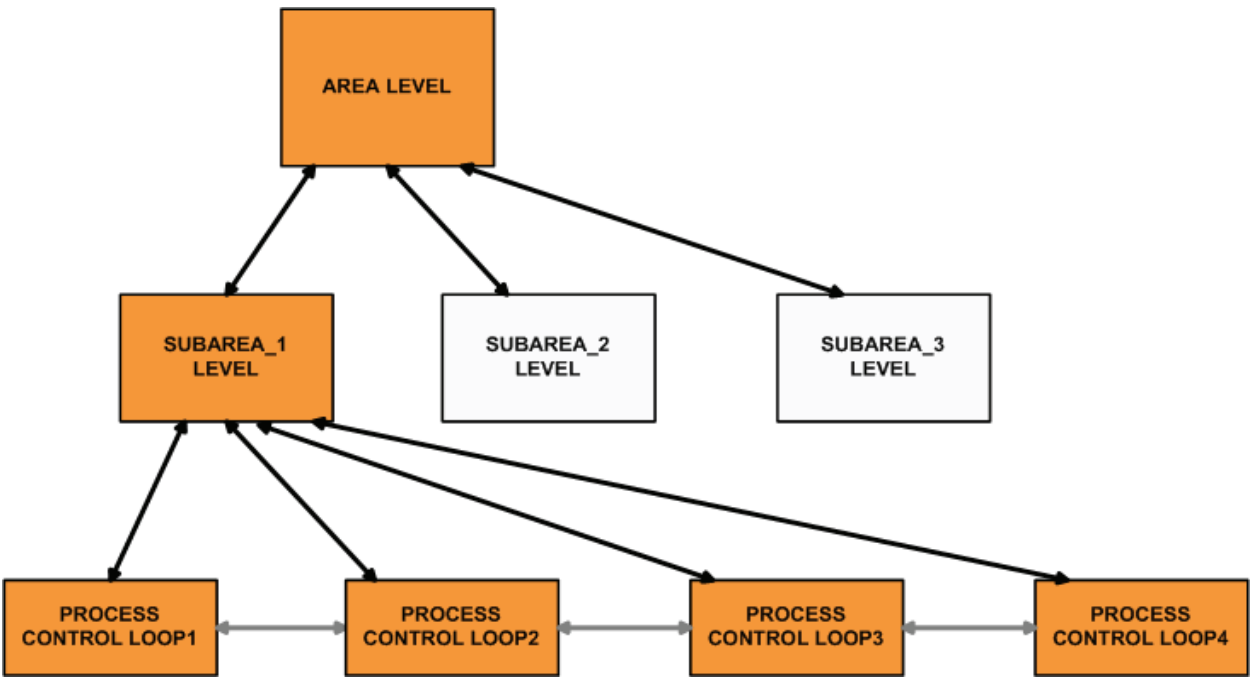 AREA LEVEL
SUBAREA_1
LEVEL
SUBAREA_2
LEVEL
SUBAREA_3
LEVEL
PROCESS
CONTROL LOOP1
PROCESS
CONTROL LOOP2
PROCESS
CONTROL LOOP3
PROCESS
CONTROL LOOP4